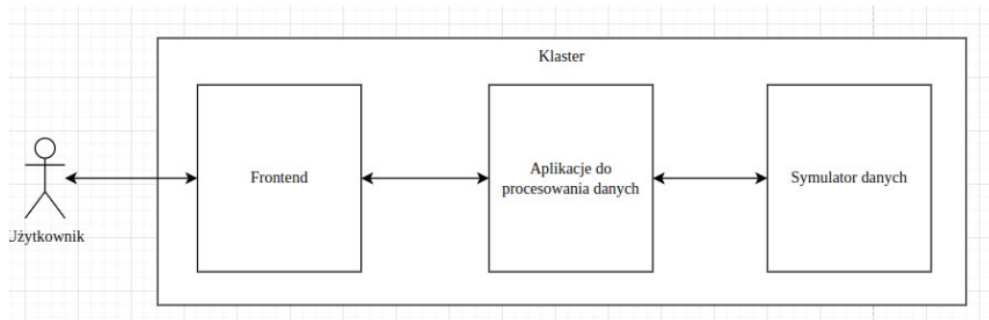 Klaster
Frontend
Aplikacje do
procesowania danych
Symulator danych
Użytkownik